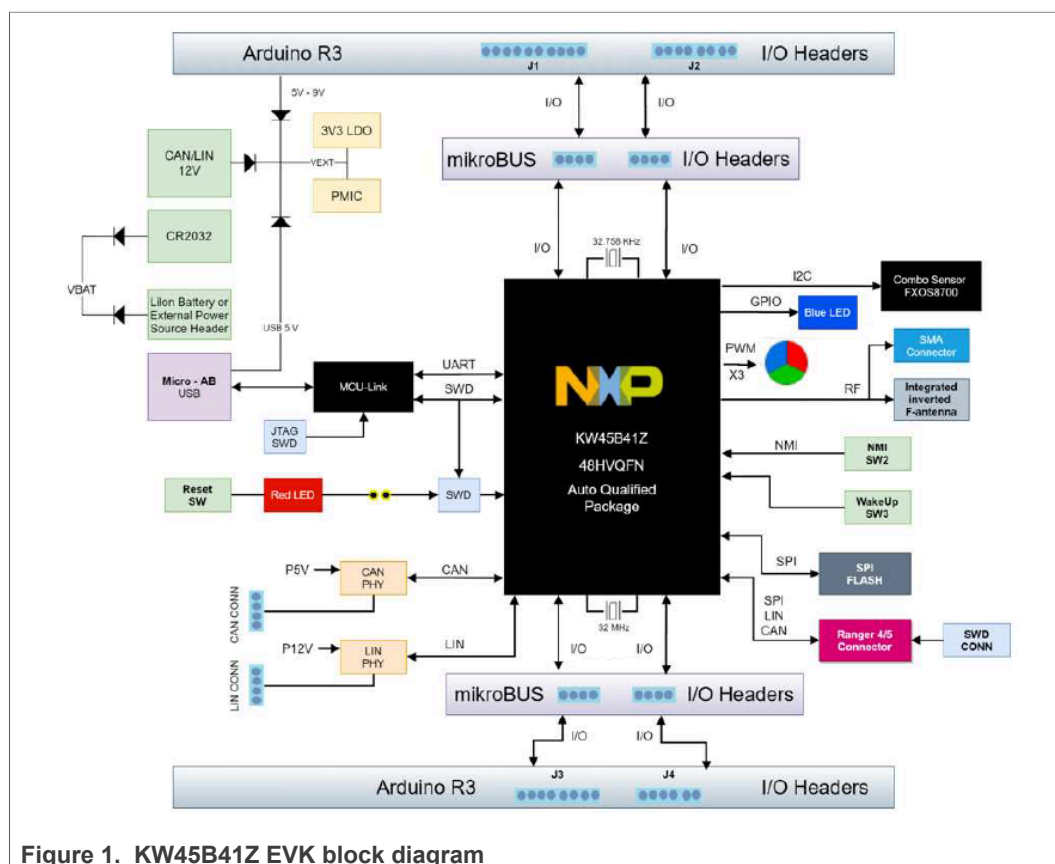 Arduino R3
J1
J2
I/O Headers
5V - 9V
I/O
I/O
3V3 LDO
CAN/LIN
12V
VEXT
PMIC
mikroBUS
I/O Headers
CR2032
VBAT
LiIon Battery or
External Power
Source Header
USB 5 V
I/O
32.758 KHz
I/O
I2C
Combo Sensor
FXOS8700
GPIO
Blue LED
PWM
X3
SMA
Connector
RF
Integrated
inverted
F-antenna
Micro - AB
USB
MCU-Link
UART
SWD
JTAG
SWD
NXP
KW45B41Z
48HVQFN
Auto Qualified
Package
NMI
NMI
SW2
WakeUp
SW3
Reset
SW
Red LED
SWD
P5V
CAN
PHY
CAN
CAN CONN
SPI
SPI
FLASH
SPI
LIN
CAN
Ranger 4/5
Connector
SWD
CONN
P12V
LIN
PHY
LIN
LIN CONN
32 MHz
I/O
I/O
mikroBUS
I/O Headers
I/O
I/O
Arduino R3
J3
J4
I/O Headers
Figure 1. KW45B41Z EVK block diagram